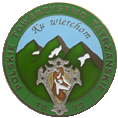 POLSKIE TOWARZYSTWO TATRZAŃSKIE
Ku wierchom